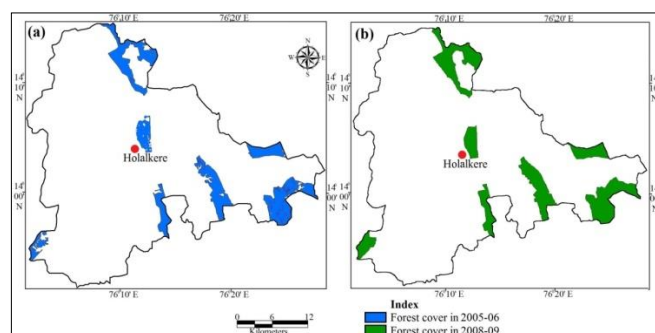 (a)
76°10' E
76°20' E
N
W E
S
14°
10'
N
Holalkere
14°
00'
N
76°10' E
76°20' E
0 6 12
Kilometers
(b)
76°10' E
76°20' E
14°
10'
N
Holalkere
14°
00'
N
76°10' E
76°20' E
Index
Forest cover in 2005-06
Forest cover in 2008-09